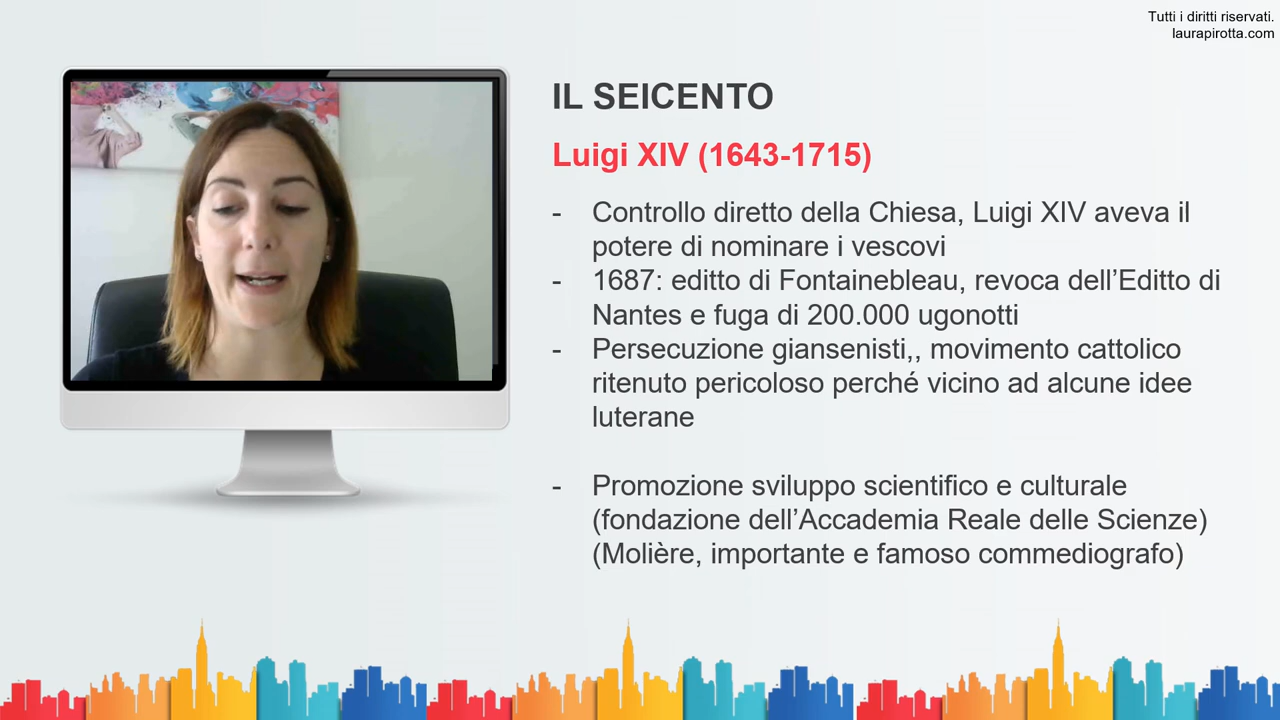 Tutti i diritti riservati.
laurapirotta.com
IL SEICENTO
Luigi XIV (1643-1715)
- Controllo diretto della Chiesa, Luigi XIV aveva il
potere di nominare i vescovi
- 1687: editto di Fontainebleau, revoca dell’Editto di
Nantes e fuga di 200.000 ugonotti
- Persecuzione giansenisti,, movimento cattolico
ritenuto pericoloso perché vicino ad alcune idee
luterane
- Promozione sviluppo scientifico e culturale
(fondazione dell’Accademia Reale delle Scienze)
(Molière, importante e famoso commediografo)